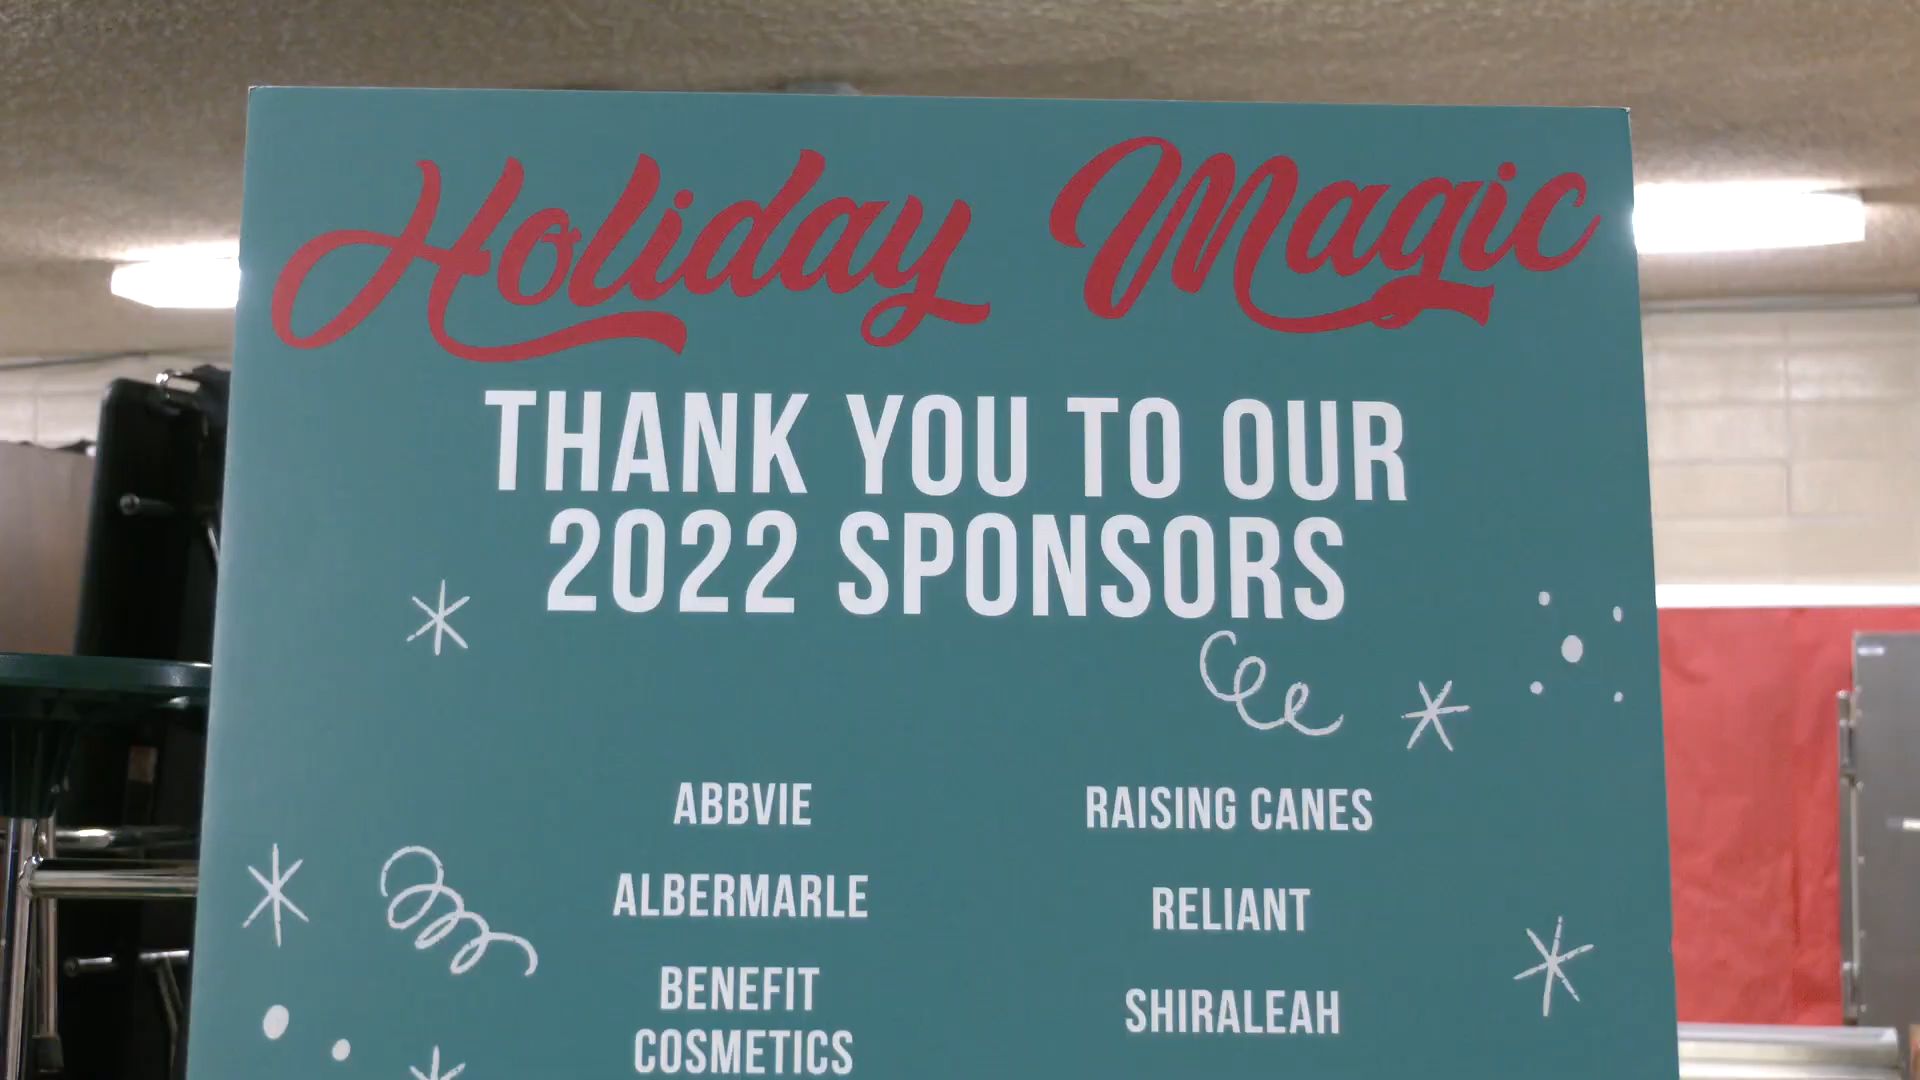 Holiday Magic
THANK YOU TO OUR
2022 SPONSORS
ABBVIE
ALBERMARLE
BENEFIT
COSMETICS
RAISING CANES
RELIANT
SHIRALEAH